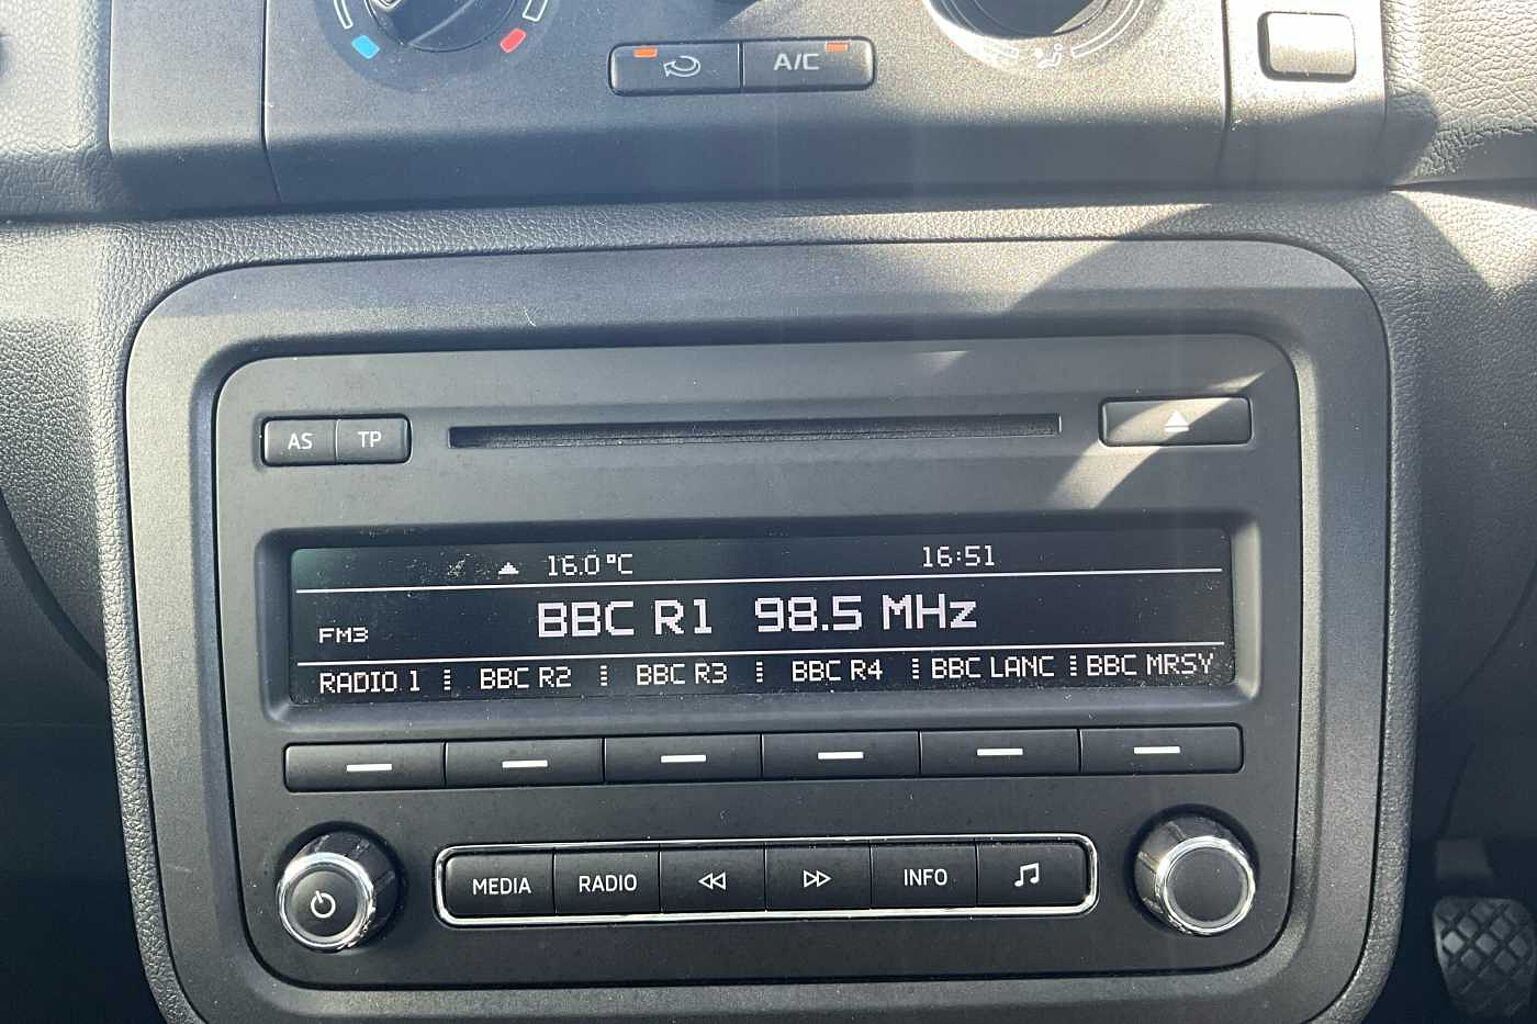 A/C
AS TP
16.0°C 16:51
FM3 BBC R1 98.5 MHz
RADIO 1 BBC R2 BBC R3 BBC R4 BBC LANC BBC MRSY
MEDIA RADIO INFO